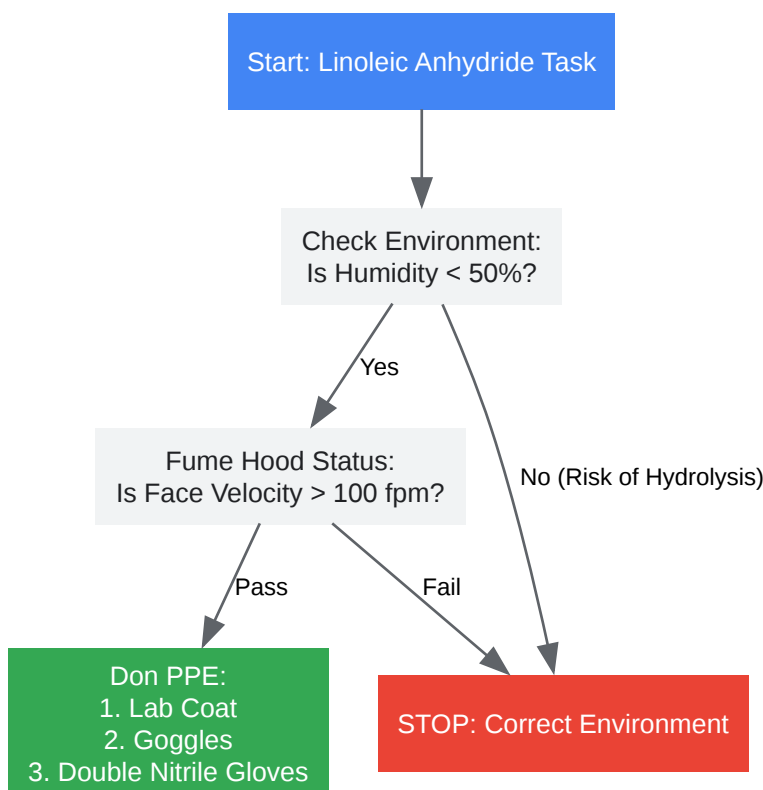 Start: Linoleic Anhydride Task
Check Environment:
Is Humidity < 50%?
Yes
No (Risk of Hydrolysis)
Fume Hood Status:
Is Face Velocity > 100 fpm?
Pass
Fail
Don PPE:
1. Lab Coat
2. Goggles
3. Double Nitrile Gloves
STOP: Correct Environment